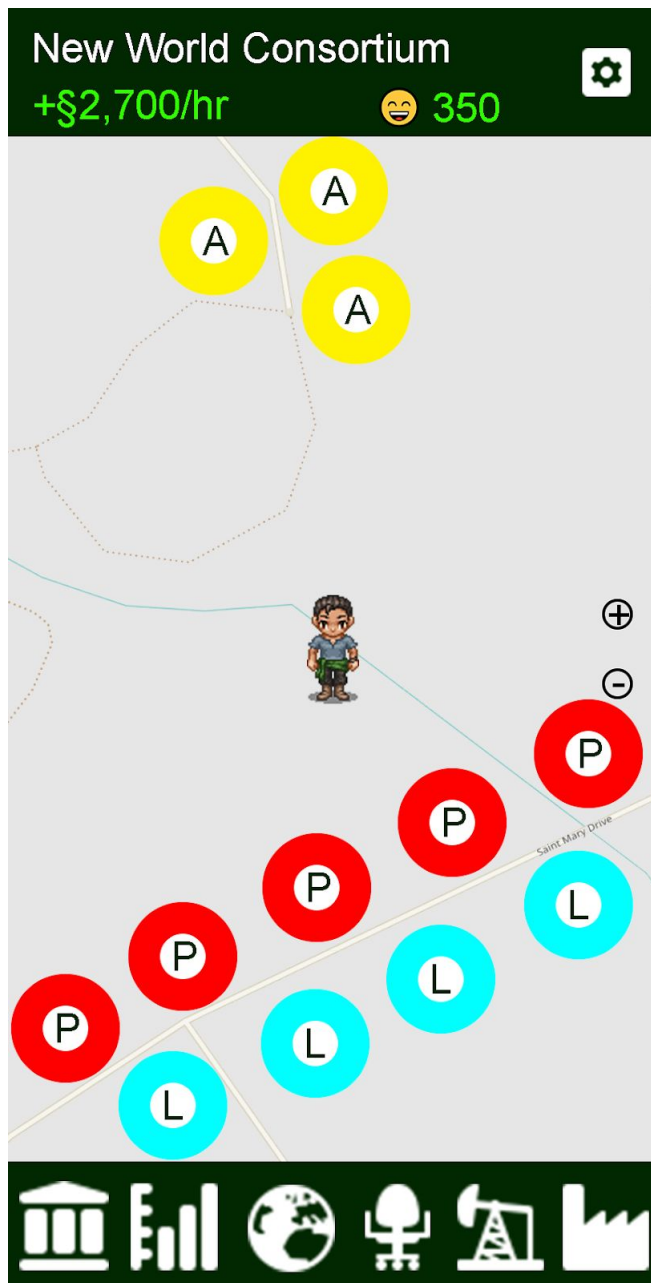 New World Consortium
+§2,700/hr 😄 350
A
A
A
+
-
P
P
Saint Mary Drive
P
L
P
L
P
L
L